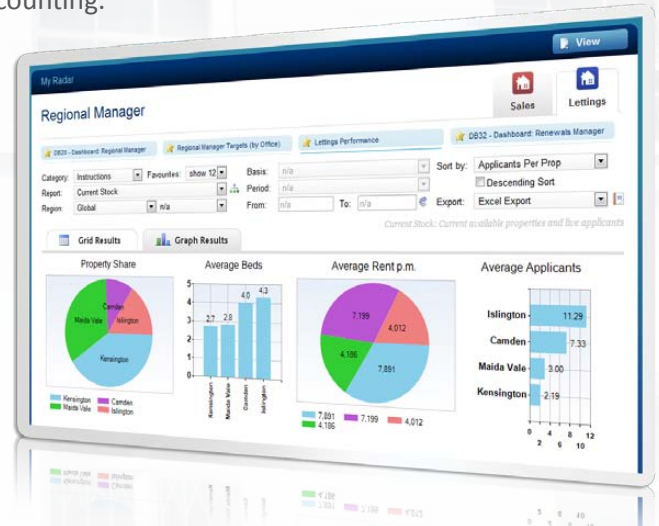 counting.
View
My Radar
Regional Manager
Sales
Lettings
DB20 - Dashboard: Regional Manager
Regional Manager Targets (by Office)
Lettings Performance
DB32 - Dashboard: Renewals Manager
Category: Instructions Favourites: show 12 Basis: n/a Sort by: Applicants Per Prop
Report: Current Stock Period: n/a Descending Sort
Region: Global n/a From: n/a To: n/a Export: Excel Export
Current Stock: Current available properties and live applicants
Grid Results Graph Results
Property Share
Camden
Maida Vale
Islington
Kensington
Kensington Camden
Maida Vale Islington
Average Beds
5
4
3
2
1
0
2.7 2.8 4.0 4.3
Kensington
Maida Vale
Camden
Islington
Average Rent p.m.
7,199
4,012
4,186
7,891
7,891 7,199 4,012
4,186
Average Applicants
Islington 11.29
Camden 7.33
Maida Vale 3.00
Kensington 2.19
0 4 8 12
2 6 10